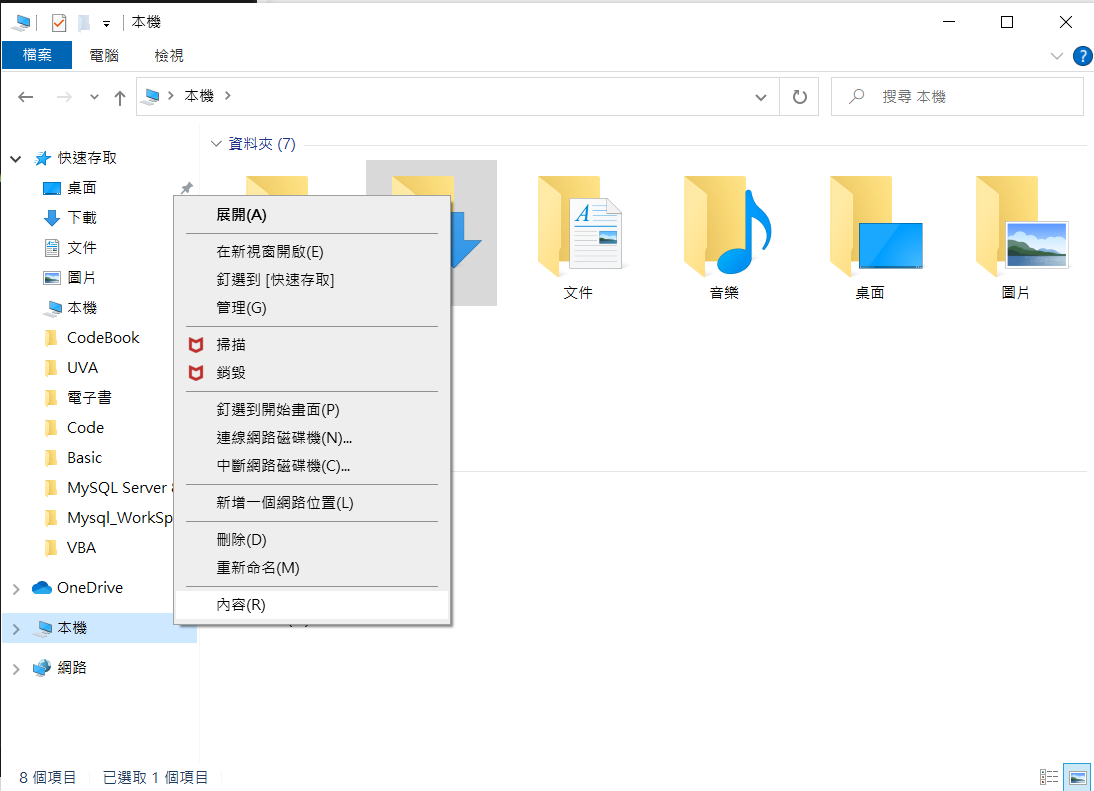 本機
檔案
電腦
檢視
本機
搜尋 本機
快速存取
桌面
下載
文件
圖片
本機
CodeBook
UVA
電子書
Code
Basic
MySQL Server
Mysql_WorkSp
VBA
OneDrive
本機
網路
資料夾 (7)
文件
音樂
桌面
圖片
展開(A)
在新視窗開啟(E)
釘選到 [快速存取]
管理(G)
掃描
銷毀
釘選到開始畫面(P)
連線網路磁碟機(N)...
中斷網路磁碟機(C)...
新增一個網路位置(L)
刪除(D)
重新命名(M)
內容(R)
8 個項目
已選取 1 個項目